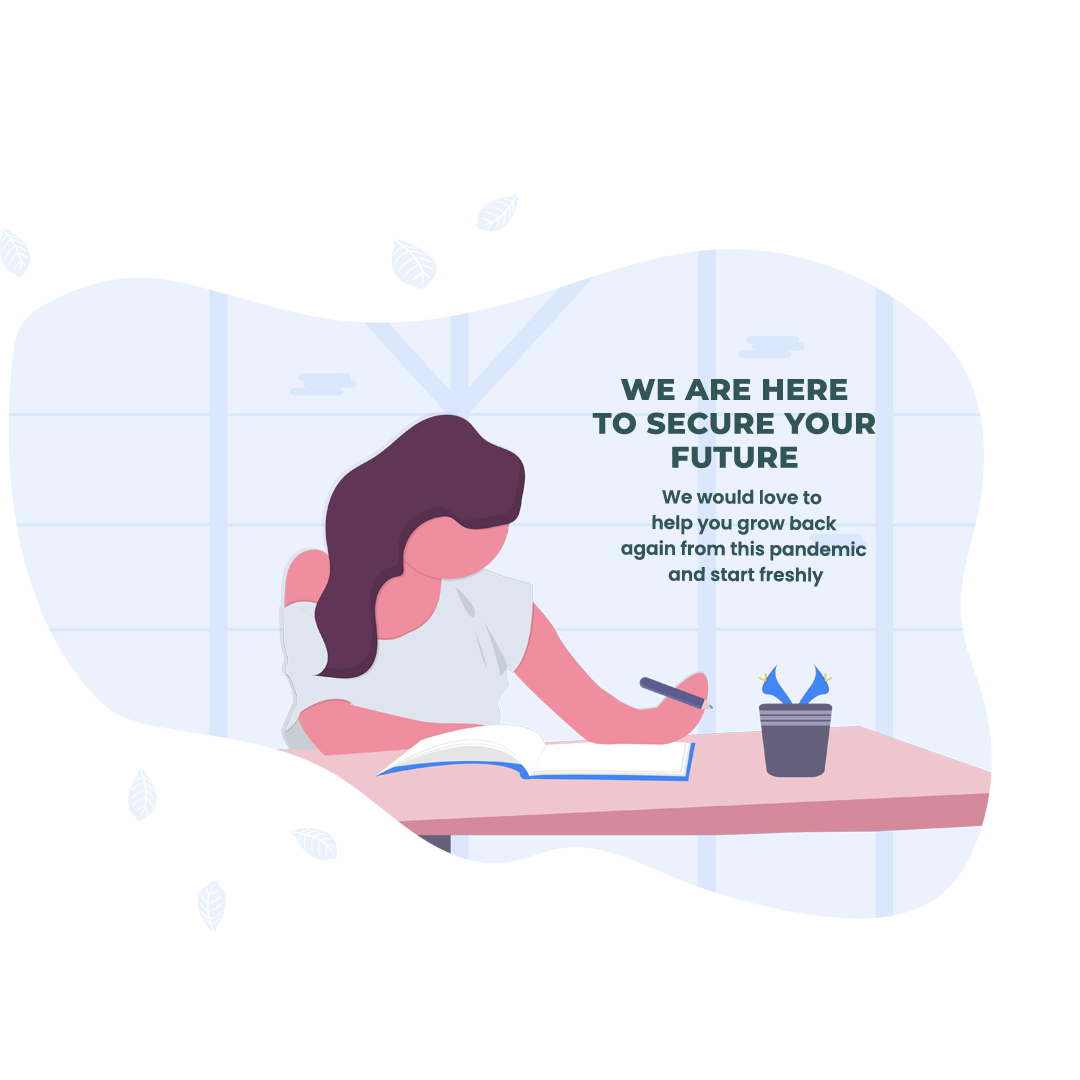 WE ARE HERE
TO SECURE YOUR
FUTURE
We would love to
help you grow back
again from this pandemic
and start freshly